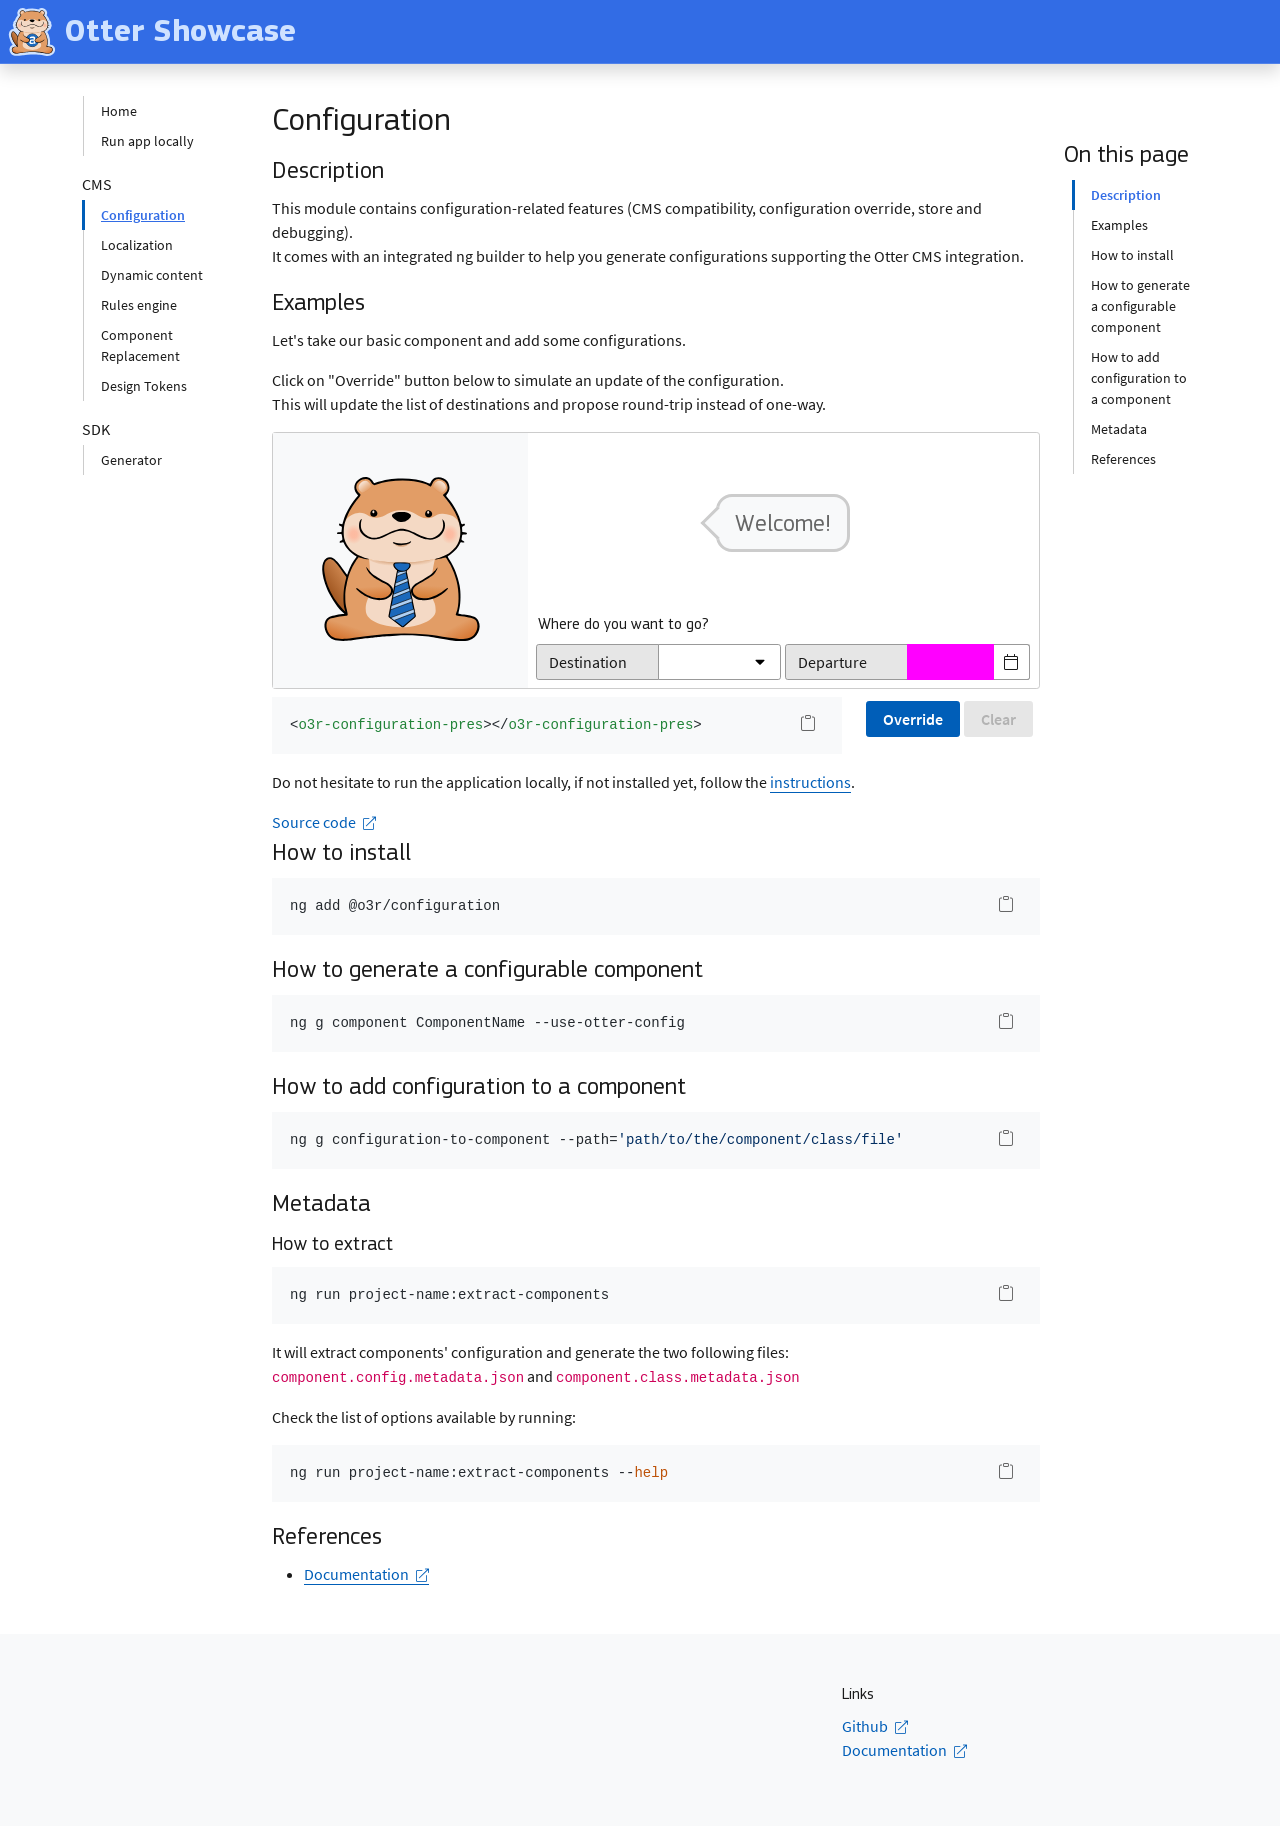 Otter Showcase
Home
Run app locally
CMS
Configuration
Localization
Dynamic content
Rules engine
Component
Replacement
Design Tokens
SDK
Generator
Configuration
Description
This module contains configuration-related features (CMS compatibility, configuration override, store and
debugging).
It comes with an integrated ng builder to help you generate configurations supporting the Otter CMS integration.
Examples
Let's take our basic component and add some configurations.
Click on "Override" button below to simulate an update of the configuration.
This will update the list of destinations and propose round-trip instead of one-way.
Welcome!
Where do you want to go?
Destination
Departure
<o3r-configuration-pres></o3r-configuration-pres>
Override
Clear
Do not hesitate to run the application locally, if not installed yet, follow the instructions.
Source code
How to install
ng add @o3r/configuration
How to generate a configurable component
ng g component ComponentName --use-otter-config
How to add configuration to a component
ng g configuration-to-component --path='path/to/the/component/class/file'
Metadata
How to extract
ng run project-name:extract-components
It will extract components' configuration and generate the two following files:
component.config.metadata.json and component.class.metadata.json
Check the list of options available by running:
ng run project-name:extract-components --help
References
Documentation
On this page
Description
Examples
How to install
How to generate
a configurable
component
How to add
configuration to
a component
Metadata
References
Links
Github
Documentation